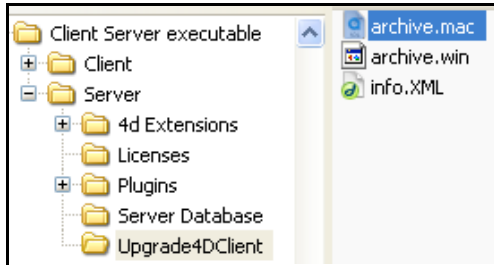 Client Server executable
Client
Server
4d Extensions
Licenses
Plugins
Server Database
Upgrade4DClient
archive.mac
archive.win
info.XML